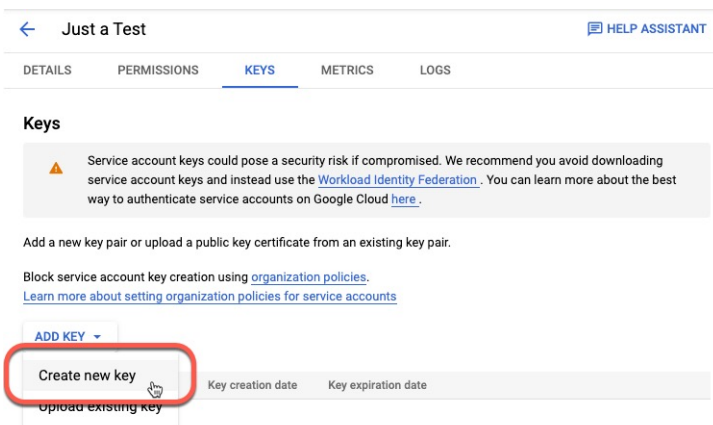 Just a Test
HELP ASSISTANT
DETAILS PERMISSIONS KEYS METRICS LOGS
Keys
Service account keys could pose a security risk if compromised. We recommend you avoid downloading
service account keys and instead use the Workload Identity Federation . You can learn more about the best
way to authenticate service accounts on Google Cloud here .
Add a new key pair or upload a public key certificate from an existing key pair.
Block service account key creation using organization policies.
Learn more about setting organization policies for service accounts
ADD KEY
Create new key
Key creation date Key expiration date
Upload existing key